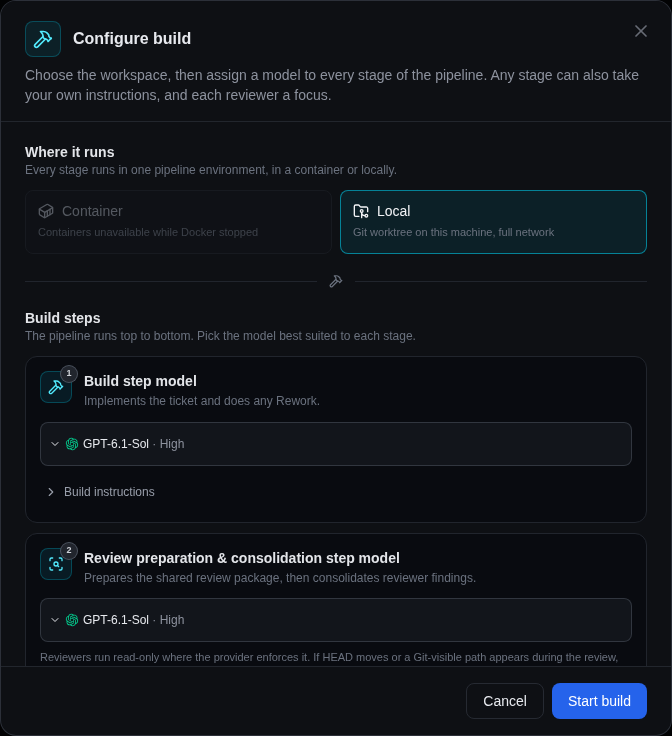 Configure build
Choose the workspace, then assign a model to every stage of the pipeline. Any stage can also take
your own instructions, and each reviewer a focus.
Where it runs
Every stage runs in one pipeline environment, in a container or locally.
Container
Containers unavailable while Docker stopped
Local
Git worktree on this machine, full network
Build steps
The pipeline runs top to bottom. Pick the model best suited to each stage.
1
Build step model
Implements the ticket and does any Rework.
GPT-6.1-Sol · High
Build instructions
2
Review preparation & consolidation step model
Prepares the shared review package, then consolidates reviewer findings.
GPT-6.1-Sol · High
Reviewers run read-only where the provider enforces it. If HEAD moves or a Git-visible path appears during the review,
Cancel
Start build